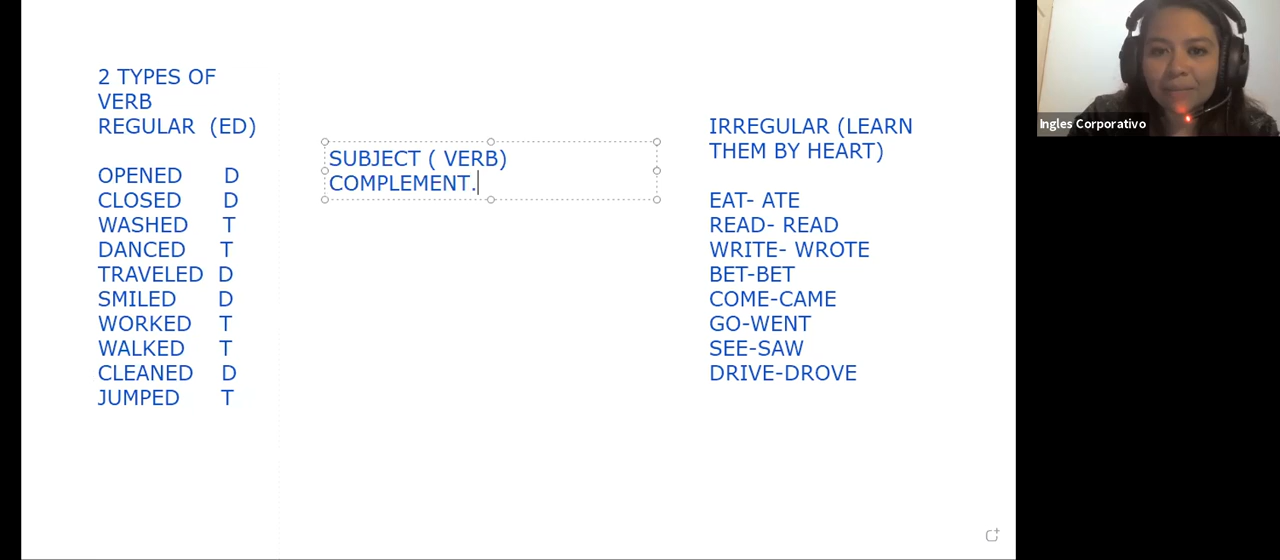 2 TYPES OF
VERB
REGULAR (ED)
OPENED D
CLOSED D
WASHED T
DANCED T
TRAVELED D
SMILED D
WORKED T
WALKED T
CLEANED D
JUMPED T
SUBJECT ( VERB)
COMPLEMENT.
IRREGULAR (LEARN
THEM BY HEART)
EAT- ATE
READ- READ
WRITE- WROTE
BET-BET
COME-CAME
GO-WENT
SEE-SAW
DRIVE-DROVE
Ingles Corporativo